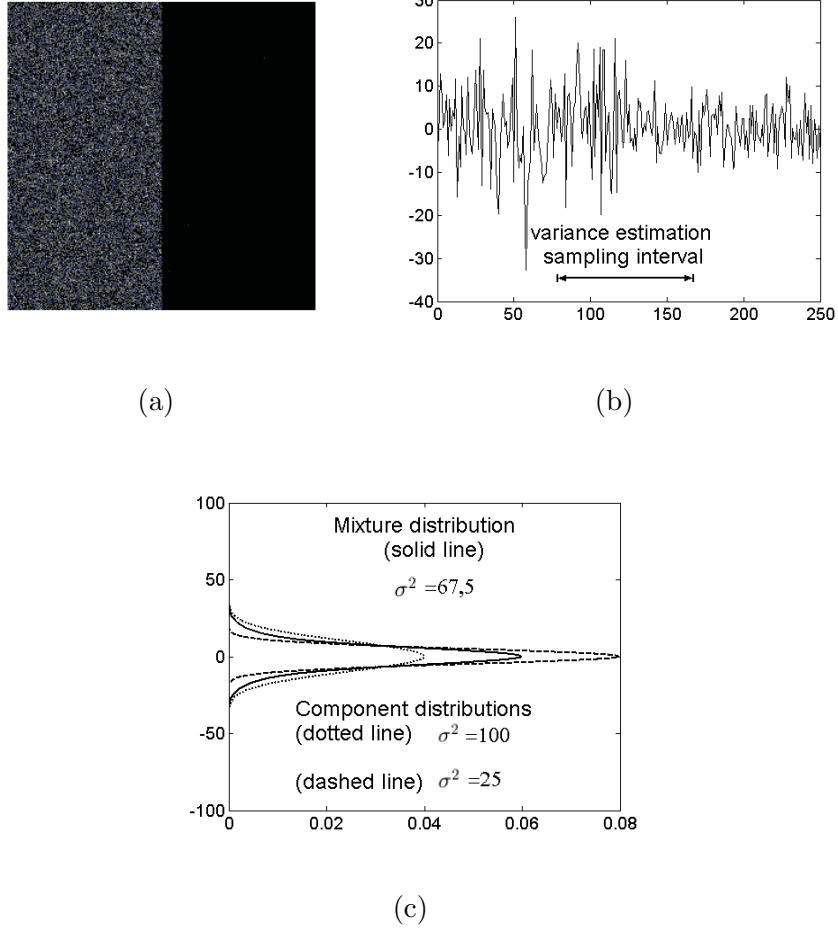 30
20
10
0
-10
-20
-30
-40
variance estimation
sampling interval
0 50 100 150 200 250
(a) (b)
100
50
0
-50
-100
Mixture distribution
(solid line)
σ² =67,5
Component distributions
(dotted line) σ² =100
(dashed line) σ² =25
0 0.02 0.04 0.06 0.08
(c)